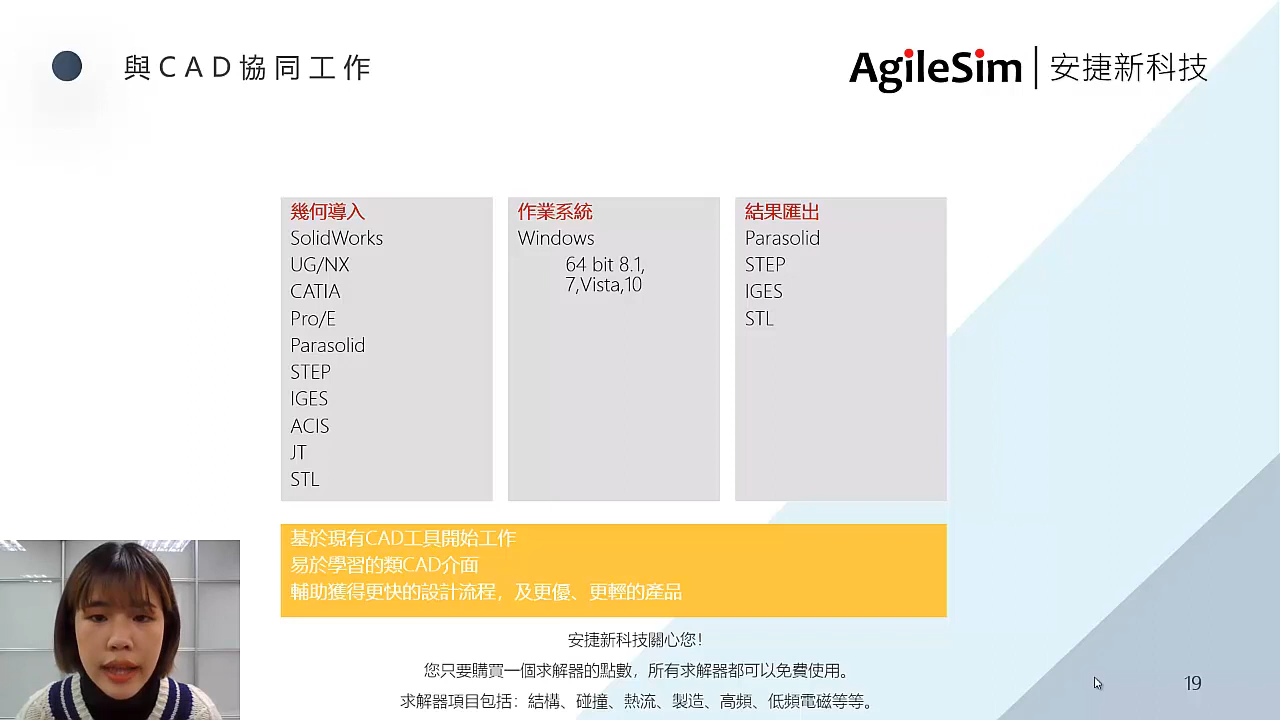 與CAD協同工作
AgileSim | 安捷新科技
幾何導入
SolidWorks
UG/NX
CATIA
Pro/E
Parasolid
STEP
IGES
ACIS
JT
STL
作業系統
Windows
64 bit 8.1,
7,Vista,10
結果匯出
Parasolid
STEP
IGES
STL
基於現有CAD工具開始工作
易於學習的類CAD介面
輔助獲得更快的設計流程，及更優、更輕的產品
安捷新科技關心您!
您只要購買一個求解器的點數，所有求解器都可以免費使用。
求解器項目包括：結構、碰撞、熱流、製造、高頻、低頻電磁等等。
19